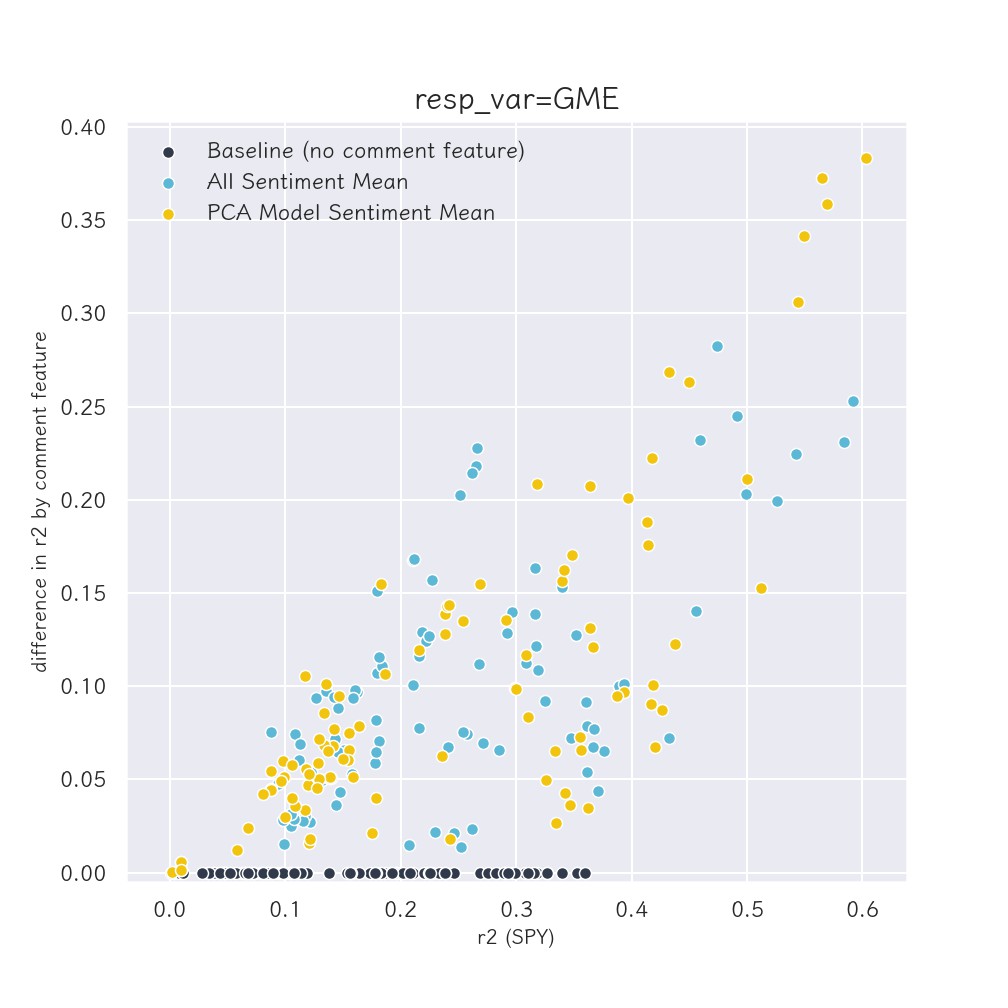 resp_var=GME
Baseline (no comment feature)
All Sentiment Mean
PCA Model Sentiment Mean
difference in r2 by comment feature
0.40
0.35
0.30
0.25
0.20
0.15
0.10
0.05
0.00
0.0 0.1 0.2 0.3 0.4 0.5 0.6
r2 (SPY)